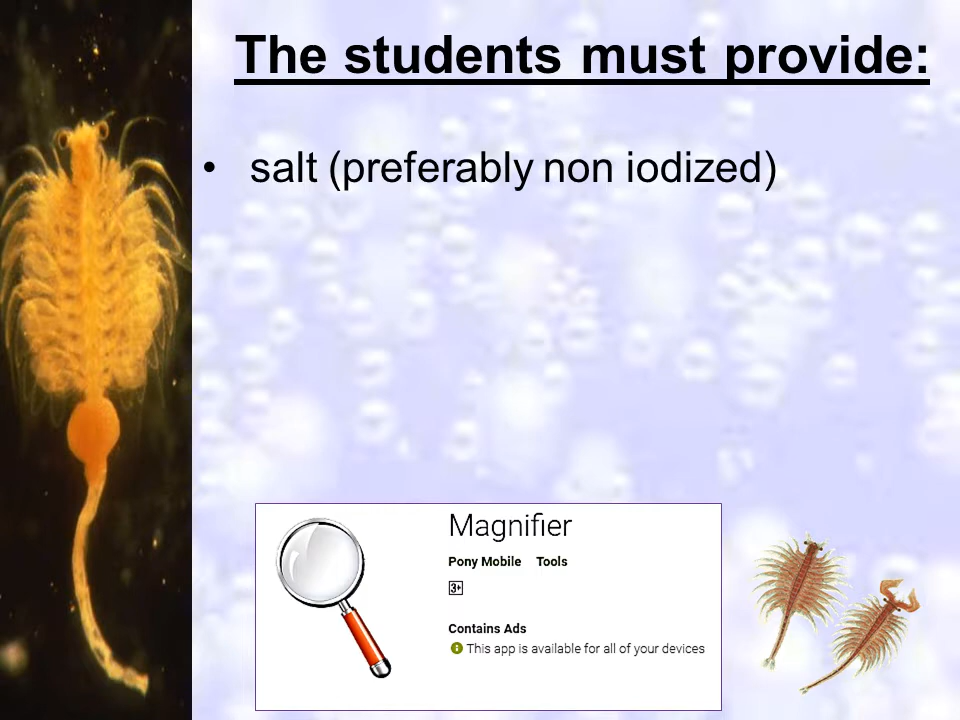 The students must provide:
• salt (preferably non iodized)
Magnifier
Pony Mobile Tools
3+
Contains Ads
This app is available for all of your devices